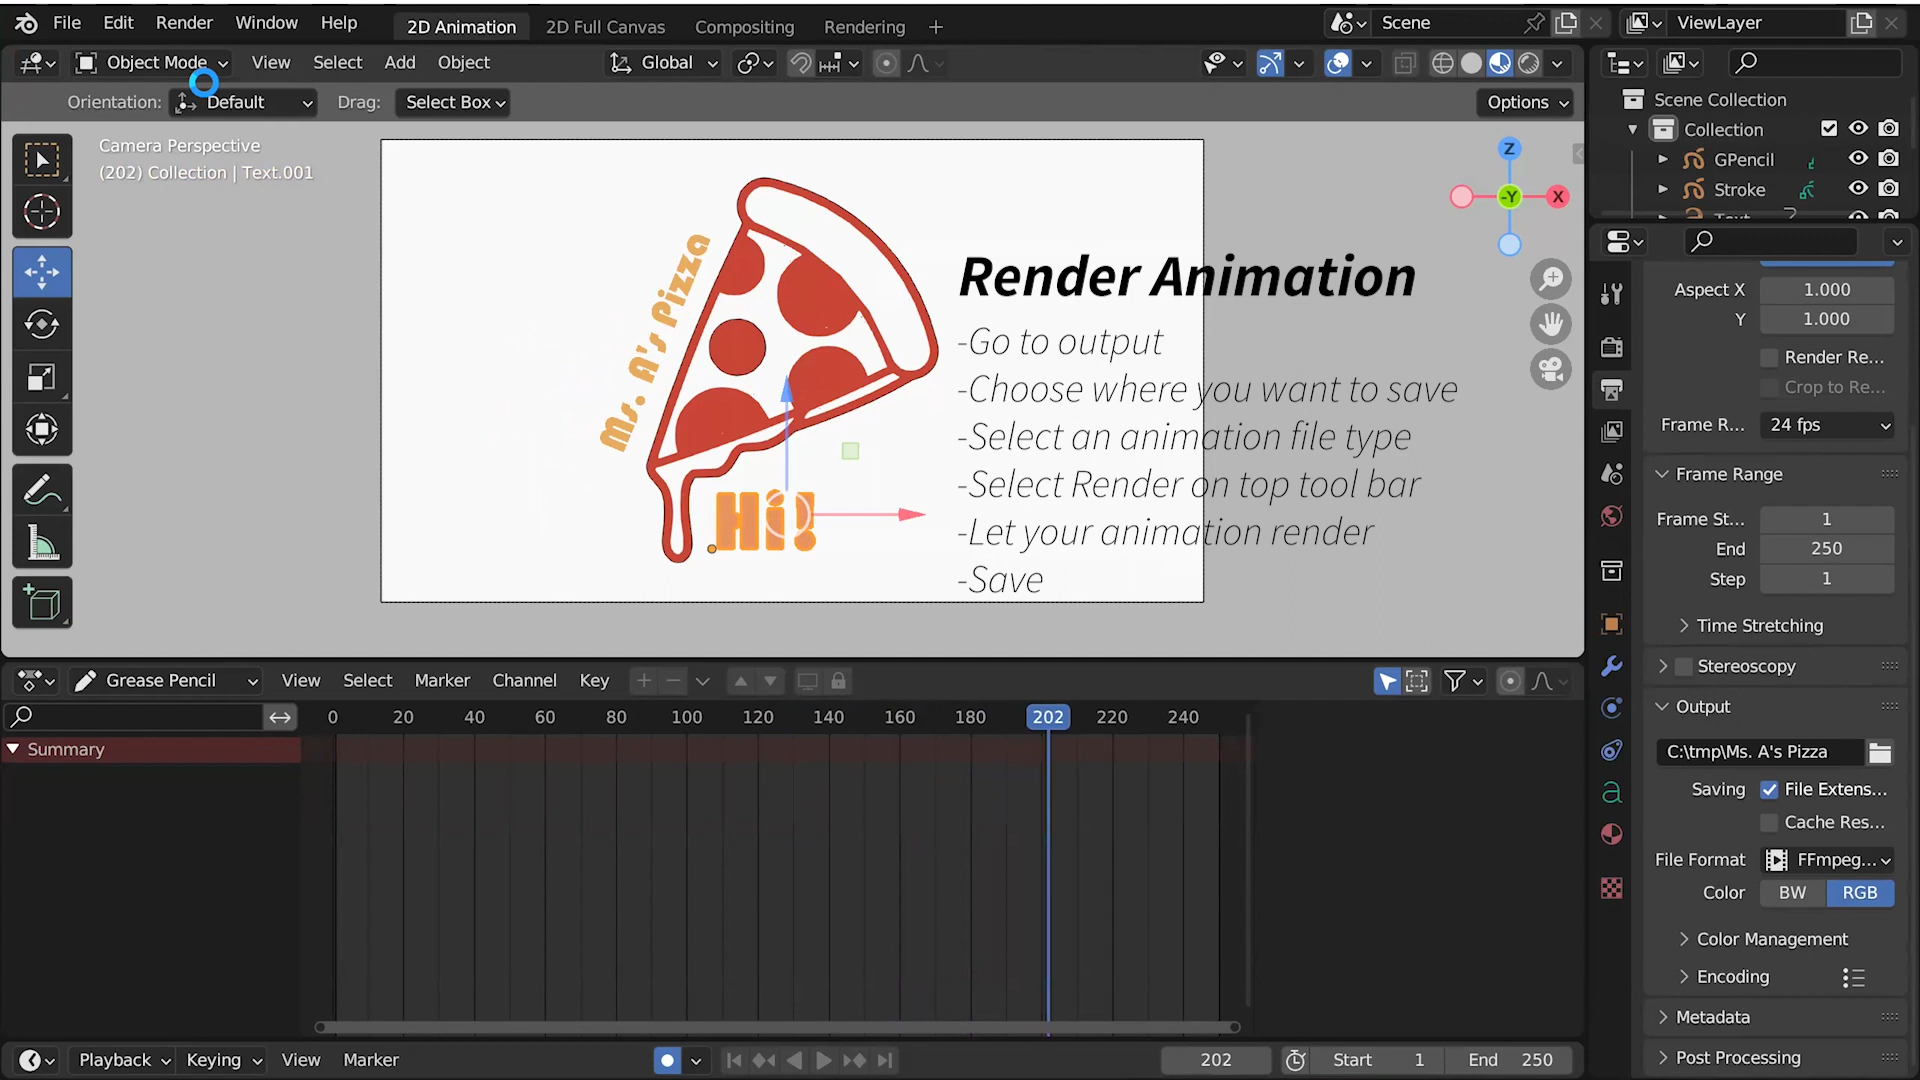 File Edit Render Window Help 2D Animation 2D Full Canvas Compositing Rendering + Scene ViewLayer
Object Mode View Select Add Object Global
Orientation: Default Drag: Select Box Options
Camera Perspective
(202) Collection | Text.001
Z
-Y
X
Ms. A's Pizza
Hi!
Render Animation
-Go to output
-Choose where you want to save
-Select an animation file type
-Select Render on top tool bar
-Let your animation render
-Save
Scene Collection
Collection
GPencil
Stroke
Aspect X 1.000
Y 1.000
Render Re...
Crop to Re...
Frame R... 24 fps
Frame Range
Frame St... 1
End 250
Step 1
Time Stretching
Stereoscopy
Output
C:\tmp\Ms. A's Pizza
Saving File Extens...
Cache Res...
File Format FFmpeg...
Color BW RGB
Color Management
Encoding
Metadata
Post Processing
Grease Pencil View Select Marker Channel Key
0 20 40 60 80 100 120 140 160 180 202 220 240
Summary
Playback Keying View Marker 202 Start 1 End 250